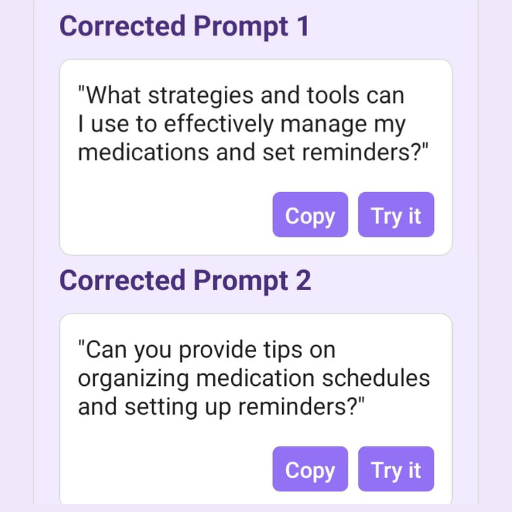 Corrected Prompt 1
"What strategies and tools can
I use to effectively manage my
medications and set reminders?"
Copy Try it
Corrected Prompt 2
"Can you provide tips on
organizing medication schedules
and setting up reminders?"
Copy Try it